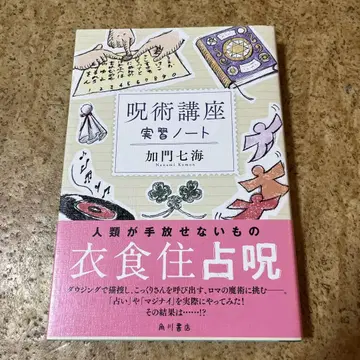 呪術講座
実習ノート
加門七海
Nanami Kamon
人類が手放せないもの
衣食住占呪
ダウジングで猫捜し、こっくりさんを呼び出す、ロマの魔術に挑む――。
「占い」や「マジナイ」を実際にやってみた!
その結果は……!?
角川書店